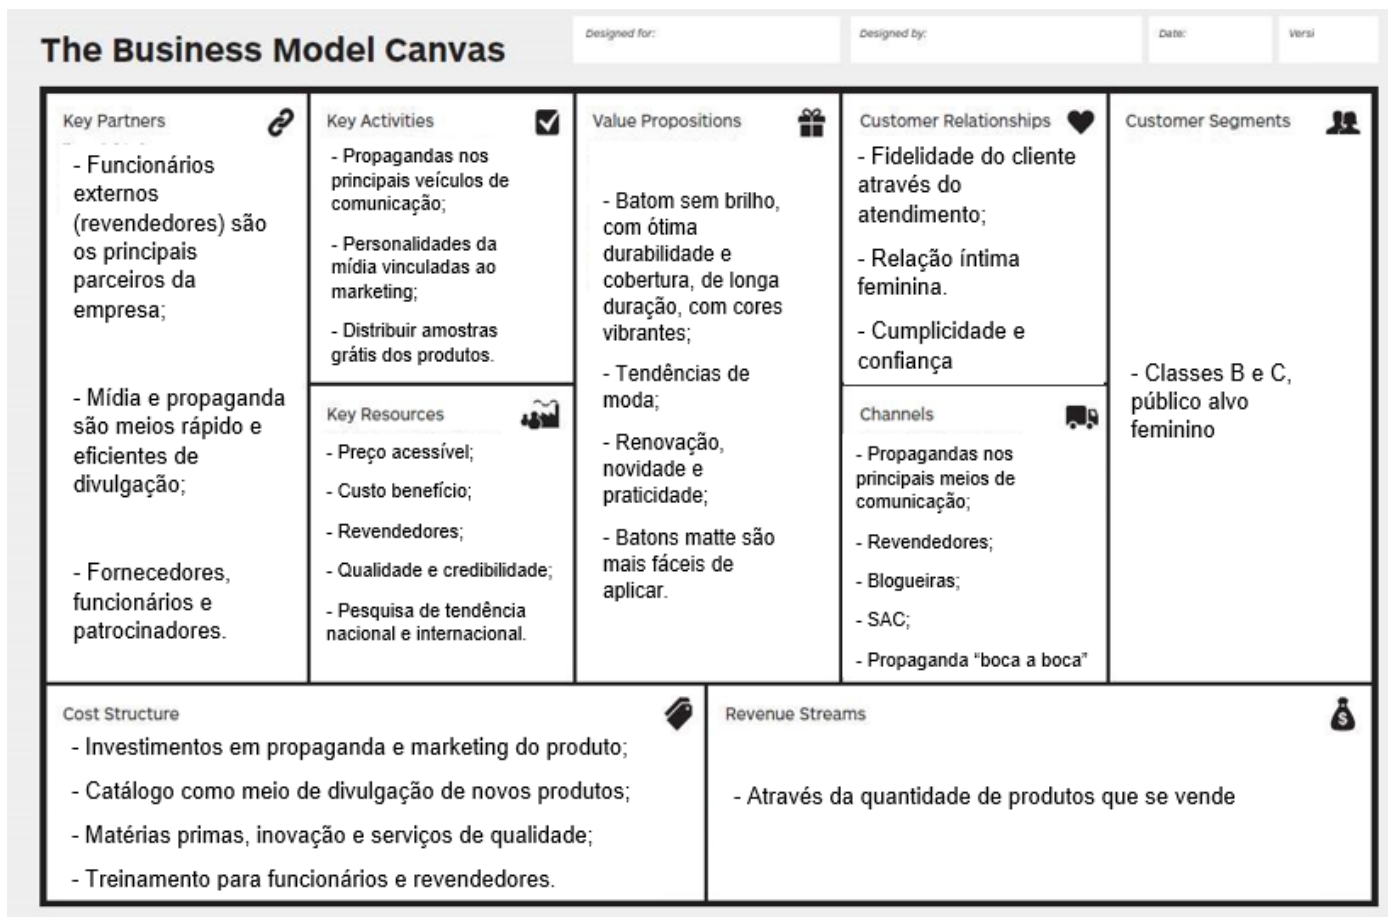 The Business Model Canvas
Designed for:
Designed by:
Date:
Versi
Key Partners
- Funcionários
externos
(revendedores) são
os principais
parceiros da
empresa;
- Mídia e propaganda
são meios rápido e
eficientes de
divulgação;
- Fornecedores,
funcionários e
patrocinadores.
Key Activities
- Propagandas nos
principais veículos de
comunicação;
- Personalidades da
mídia vinculadas ao
marketing;
- Distribuir amostras
grátis dos produtos.
Key Resources
- Preço acessível;
- Custo benefício;
- Revendedores;
- Qualidade e credibilidade;
- Pesquisa de tendência
nacional e internacional.
Value Propositions
- Batom sem brilho,
com ótima
durabilidade e
cobertura, de longa
duração, com cores
vibrantes;
- Tendências de
moda;
- Renovação,
novidade e
praticidade;
- Batons matte são
mais fáceis de
aplicar.
Customer Relationships
- Fidelidade do cliente
através do
atendimento;
- Relação íntima
feminina.
- Cumplicidade e
confiança
Channels
- Propagandas nos
principais meios de
comunicação;
- Revendedores;
- Blogueiras;
- SAC;
- Propaganda “boca a boca”
Customer Segments
- Classes B e C,
público alvo
feminino
Cost Structure
- Investimentos em propaganda e marketing do produto;
- Catálogo como meio de divulgação de novos produtos;
- Matérias primas, inovação e serviços de qualidade;
- Treinamento para funcionários e revendedores.
Revenue Streams
$
- Através da quantidade de produtos que se vende